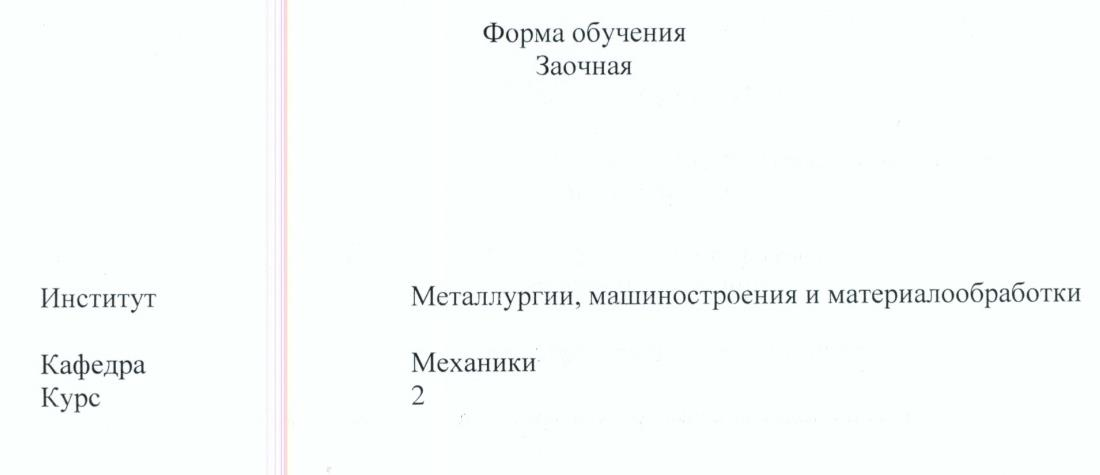 Форма обучения
Заочная
Институт Металлургии, машиностроения и материалообработки
Кафедра Механики
Курс 2